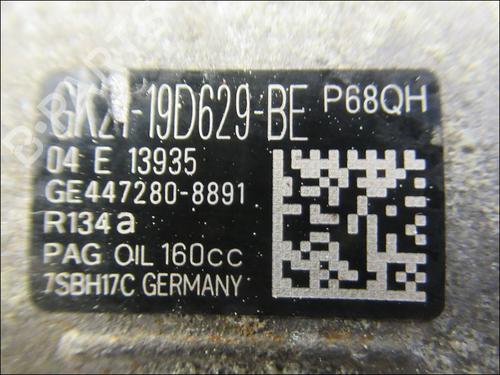 GK21-19D629-BE P68QH
04 E 13935
GE447280-8891
R134a
PAG OIL 160cc
7SBH17C GERMANY